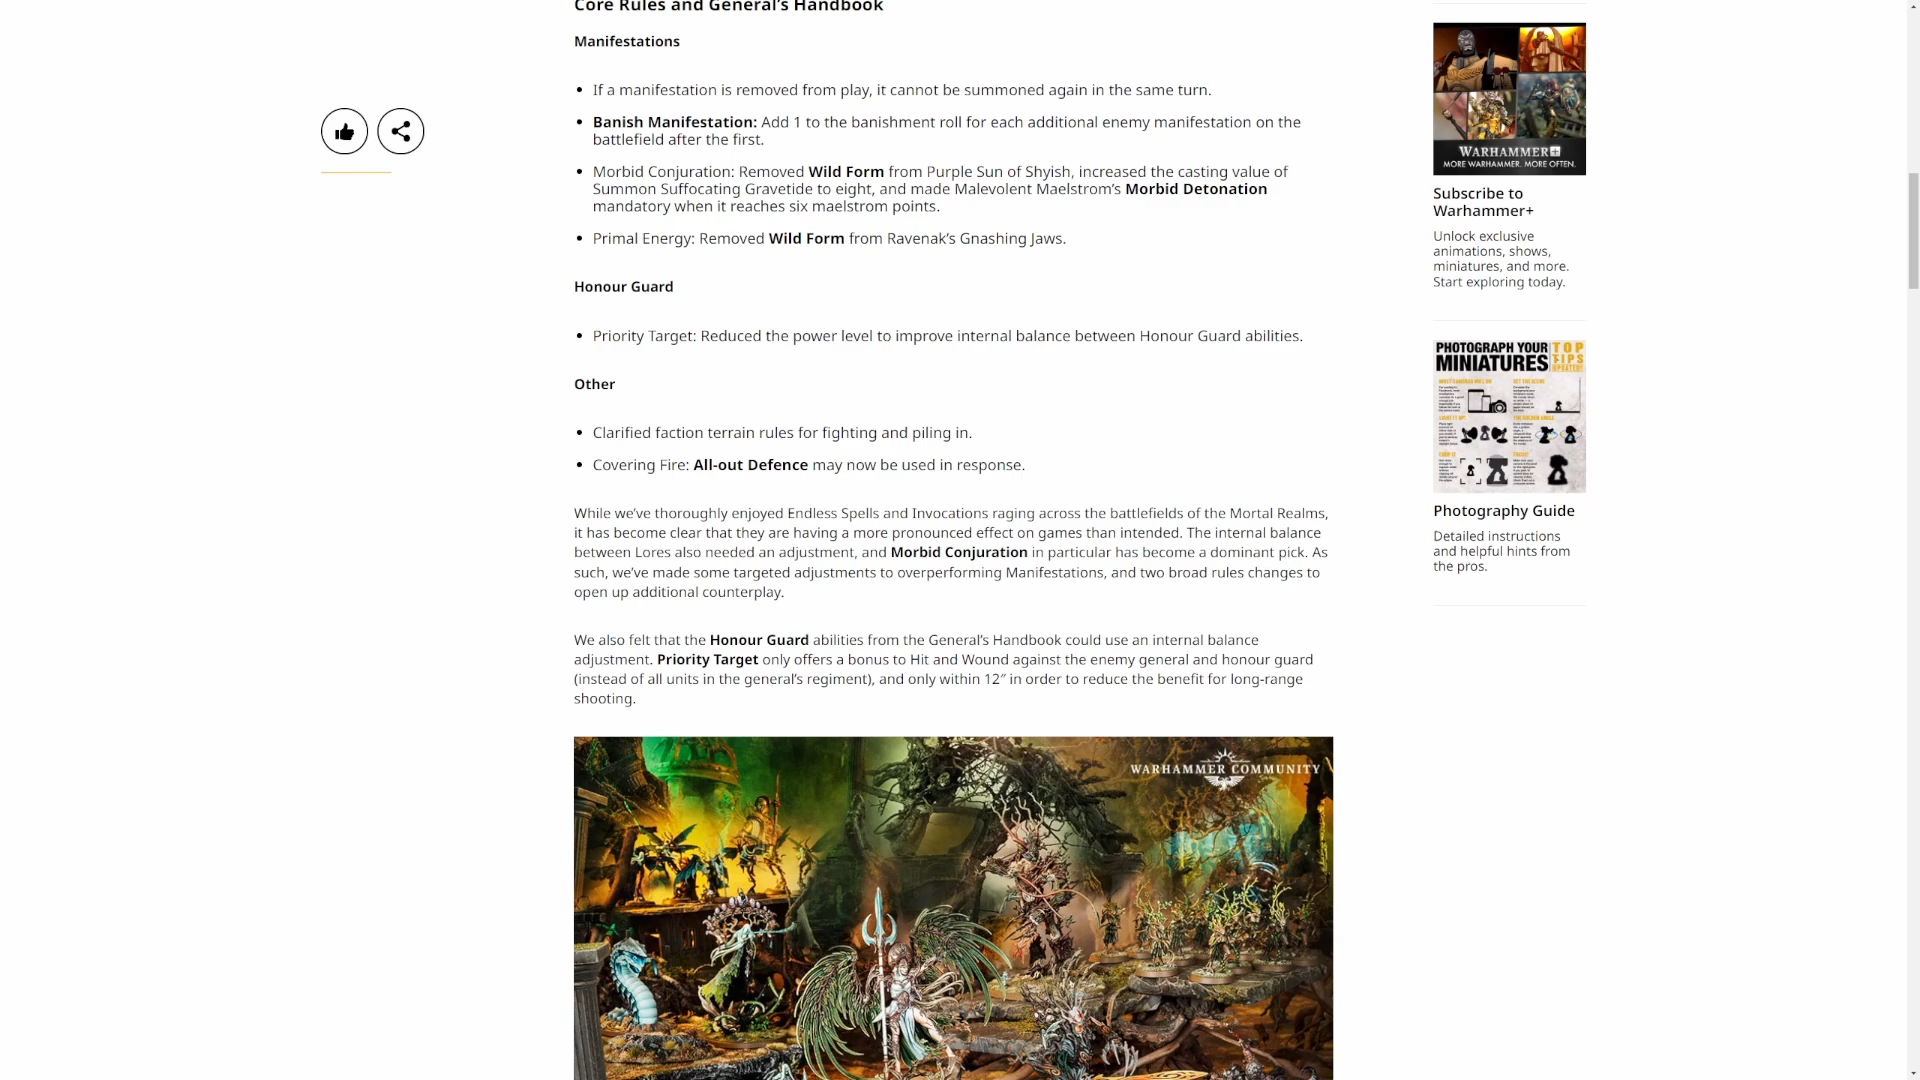 Core Rules and General's Handbook
Manifestations
• If a manifestation is removed from play, it cannot be summoned again in the same turn.
• Banish Manifestation: Add 1 to the banishment roll for each additional enemy manifestation on the
battlefield after the first.
• Morbid Conjuration: Removed Wild Form from Purple Sun of Shyish, increased the casting value of
Summon Suffocating Gravetide to eight, and made Malevolent Maelstrom's Morbid Detonation
mandatory when it reaches six maelstrom points.
• Primal Energy: Removed Wild Form from Ravenak's Gnashing Jaws.
Honour Guard
• Priority Target: Reduced the power level to improve internal balance between Honour Guard abilities.
Other
• Clarified faction terrain rules for fighting and piling in.
• Covering Fire: All-out Defence may now be used in response.
While we've thoroughly enjoyed Endless Spells and Invocations raging across the battlefields of the Mortal Realms,
it has become clear that they are having a more pronounced effect on games than intended. The internal balance
between Lores also needed an adjustment, and Morbid Conjuration in particular has become a dominant pick. As
such, we've made some targeted adjustments to overperforming Manifestations, and two broad rules changes to
open up additional counterplay.
We also felt that the Honour Guard abilities from the General's Handbook could use an internal balance
adjustment. Priority Target only offers a bonus to Hit and Wound against the enemy general and honour guard
(instead of all units in the general's regiment), and only within 12″ in order to reduce the benefit for long-range
shooting.
WARHAMMER COMMUNITY
WARHAMMER+
MORE WARHAMMER. MORE OFTEN.
Subscribe to
Warhammer+
Unlock exclusive
animations, shows,
miniatures, and more.
Start exploring today.
PHOTOGRAPH YOUR
MINIATURES
TOP
TIPS
UPDATED!
Photography Guide
Detailed instructions
and helpful hints from
the pros.